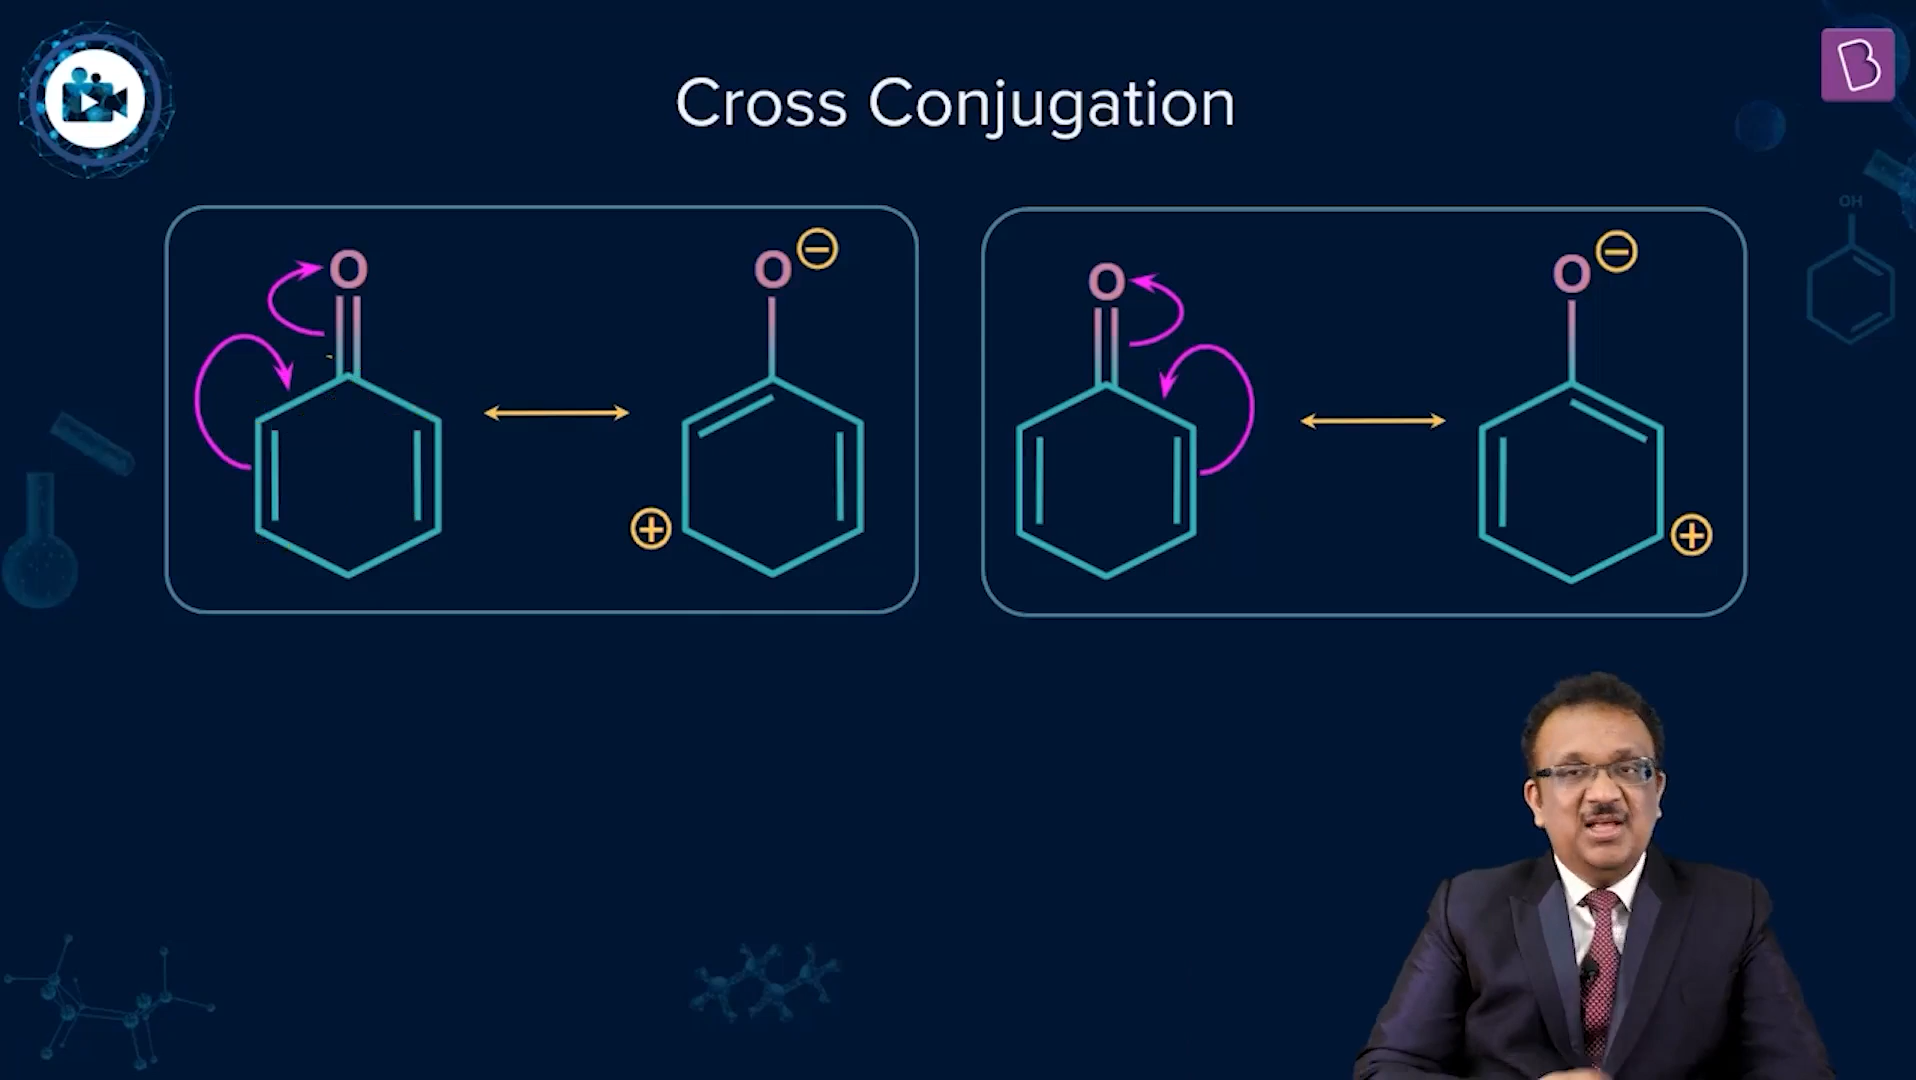 Cross Conjugation
O ⊖
O
O ⊖
O
OH
⊕
⊕